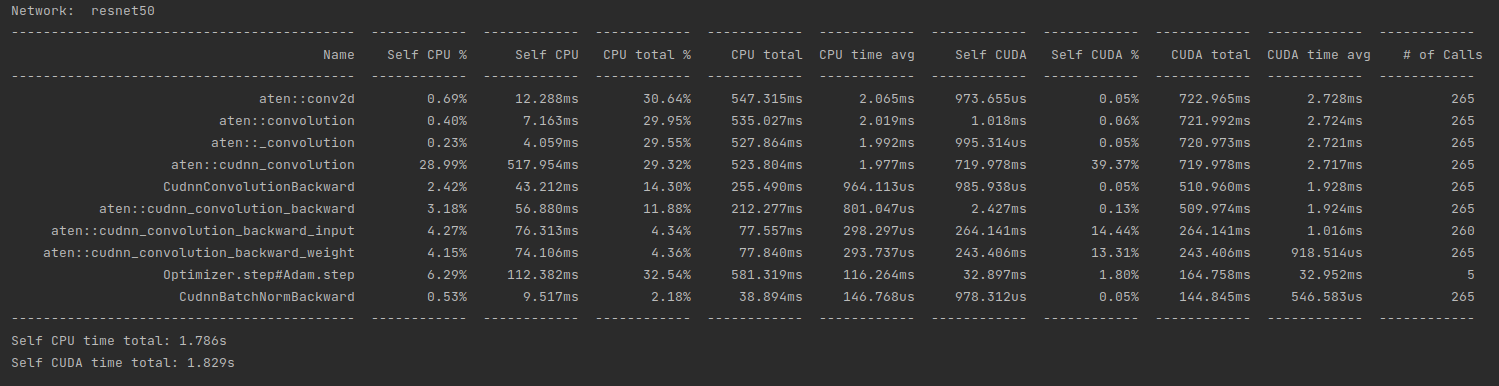 Network:  resnet50
-------------------------------------------  ------------  ------------  ------------  ------------  ------------  ------------  ------------  ------------  ------------  ------------
Name    Self CPU %      Self CPU   CPU total %     CPU total  CPU time avg     Self CUDA   Self CUDA %    CUDA total  CUDA time avg    # of Calls
-------------------------------------------  ------------  ------------  ------------  ------------  ------------  ------------  ------------  ------------  ------------  ------------
aten::conv2d         0.69%      12.288ms        30.64%     547.315ms       2.065ms     973.655us         0.05%     722.965ms       2.728ms           265
aten::convolution         0.40%       7.163ms        29.95%     535.027ms       2.019ms       1.018ms         0.06%     721.992ms       2.724ms           265
aten::_convolution         0.23%       4.059ms        29.55%     527.864ms       1.992ms     995.314us         0.05%     720.973ms       2.721ms           265
aten::cudnn_convolution        28.99%     517.954ms        29.32%     523.804ms       1.977ms     719.978ms        39.37%     719.978ms       2.717ms           265
CudnnConvolutionBackward         2.42%      43.212ms        14.30%     255.490ms     964.113us     985.938us         0.05%     510.960ms       1.928ms           265
aten::cudnn_convolution_backward         3.18%      56.880ms        11.88%     212.277ms     801.047us       2.427ms         0.13%     509.974ms       1.924ms           265
aten::cudnn_convolution_backward_input         4.27%      76.313ms         4.34%      77.557ms     298.297us     264.141ms        14.44%     264.141ms       1.016ms           260
aten::cudnn_convolution_backward_weight         4.15%      74.106ms         4.36%      77.840ms     293.737us     243.406ms        13.31%     243.406ms     918.514us           265
Optimizer.step#Adam.step         6.29%     112.382ms        32.54%     581.319ms     116.264ms      32.897ms         1.80%     164.758ms      32.952ms             5
CudnnBatchNormBackward         0.53%       9.517ms         2.18%      38.894ms     146.768us     978.312us         0.05%     144.845ms     546.583us           265
-------------------------------------------  ------------  ------------  ------------  ------------  ------------  ------------  ------------  ------------  ------------  ------------
Self CPU time total: 1.786s
Self CUDA time total: 1.829s